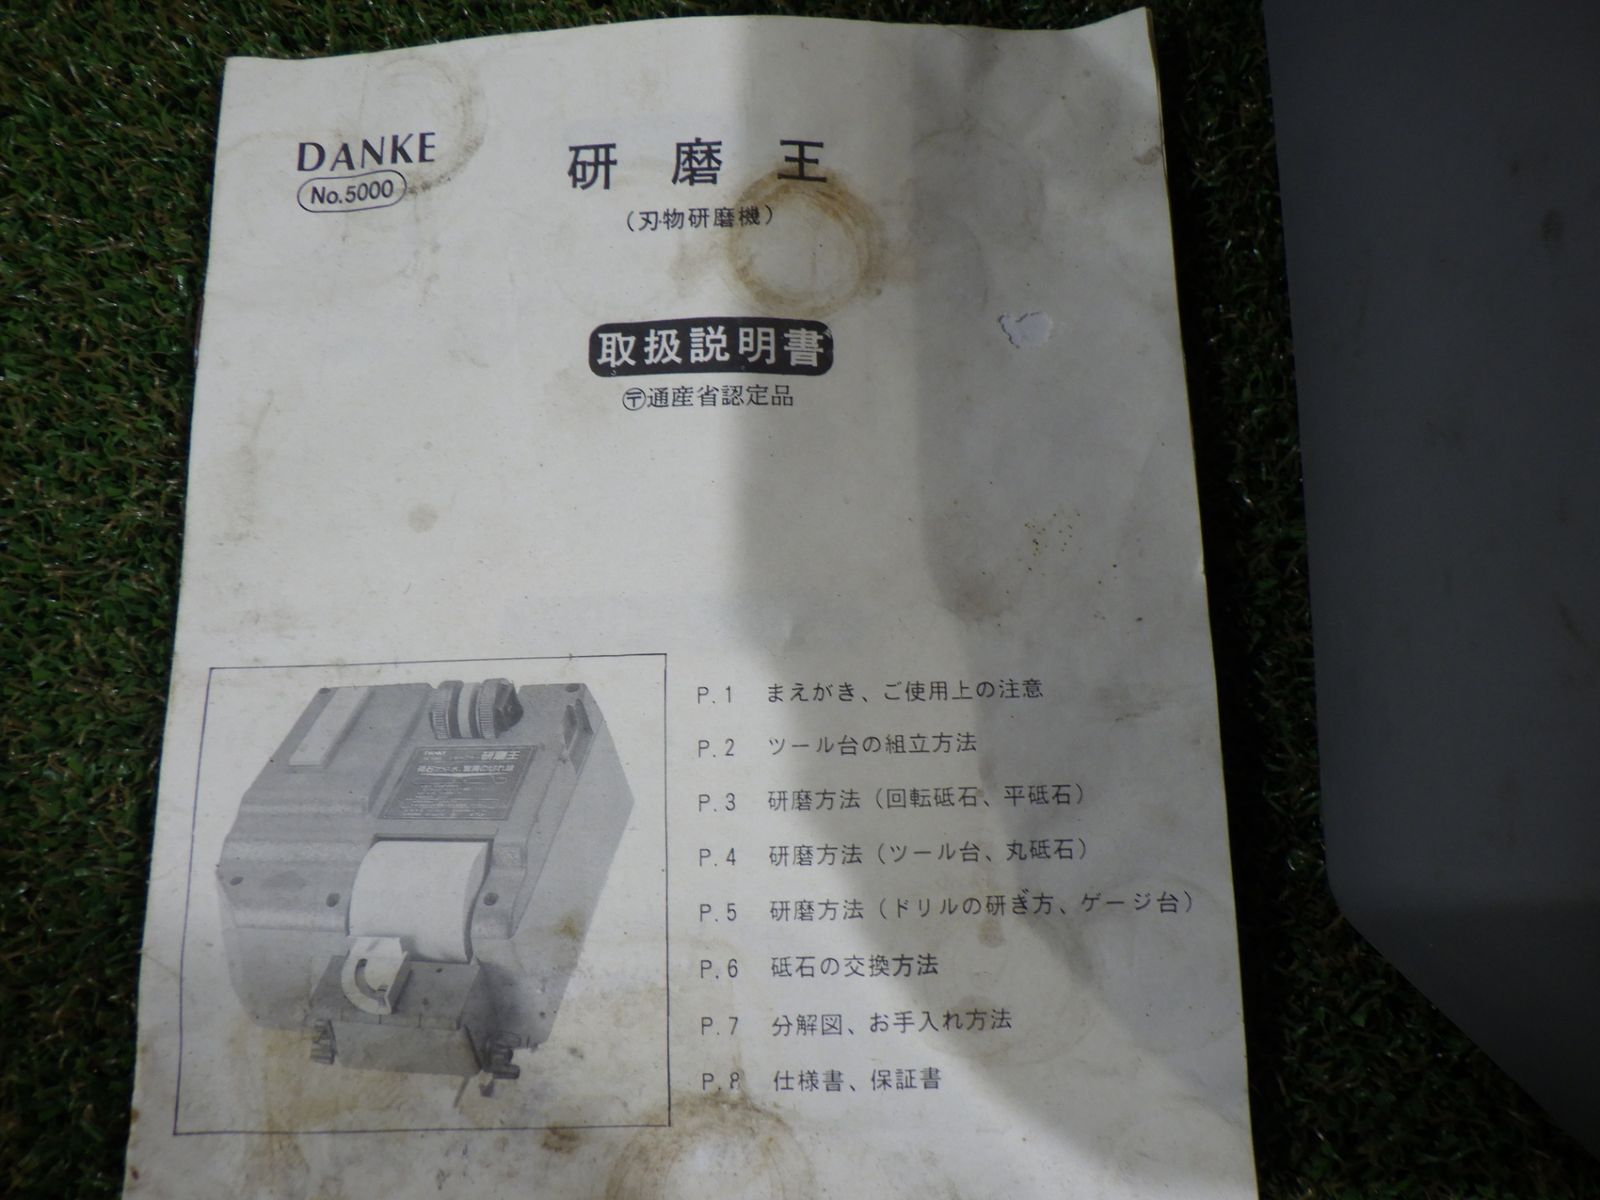 DANKE
No.5000
研磨王
（刃物研磨機）
取扱説明書
〒通産省認定品
DANKE
研磨王
P.1 まえがき、ご使用上の注意
P.2 ツール台の組立方法
P.3 研磨方法（回転砥石、平砥石）
P.4 研磨方法（ツール台、丸砥石）
P.5 研磨方法（ドリルの研ぎ方、ゲージ台）
P.6 砥石の交換方法
P.7 分解図、お手入れ方法
P.8 仕様書、保証書